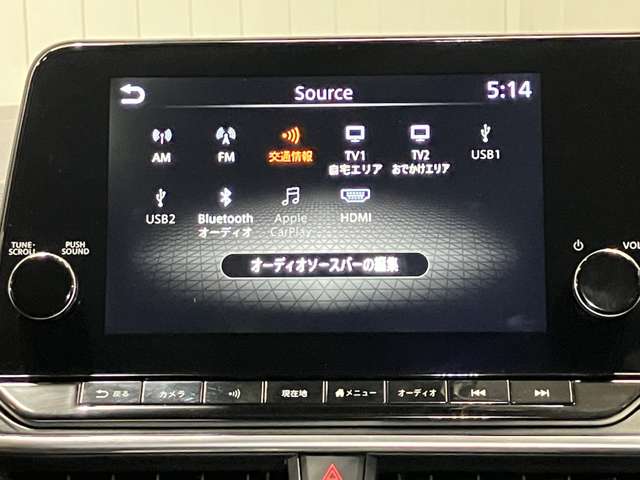 Source
5:14
AM
FM
交通情報
TV1
自宅エリア
TV2
おでかけエリア
USB1
USB2
Bluetooth
オーディオ
Apple
CarPlay
HDMI
オーディオソースバーの編集
TUNE·
SCROLL
PUSH
SOUND
VOL
戻る
カメラ
現在地
メニュー
オーディオ